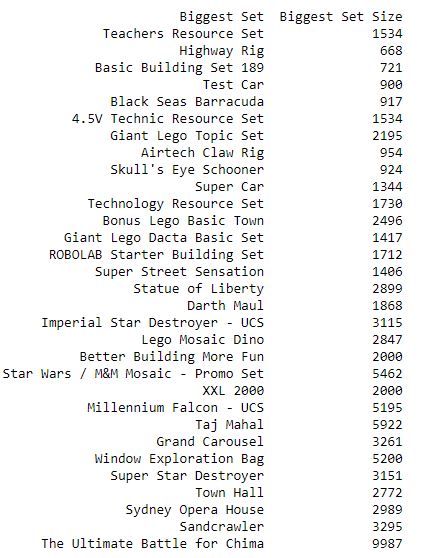 Biggest Set Biggest Set Size
Teachers Resource Set 1534
Highway Rig 668
Basic Building Set 189 721
Test Car 900
Black Seas Barracuda 917
4.5V Technic Resource Set 1534
Giant Lego Topic Set 2195
Airtech Claw Rig 954
Skull's Eye Schooner 924
Super Car 1344
Technology Resource Set 1730
Bonus Lego Basic Town 2496
Giant Lego Dacta Basic Set 1417
ROBOLAB Starter Building Set 1712
Super Street Sensation 1406
Statue of Liberty 2899
Darth Maul 1868
Imperial Star Destroyer - UCS 3115
Lego Mosaic Dino 2847
Better Building More Fun 2000
Star Wars / M&M Mosaic - Promo Set 5462
XXL 2000 2000
Millennium Falcon - UCS 5195
Taj Mahal 5922
Grand Carousel 3261
Window Exploration Bag 5200
Super Star Destroyer 3151
Town Hall 2772
Sydney Opera House 2989
Sandcrawler 3295
The Ultimate Battle for Chima 9987